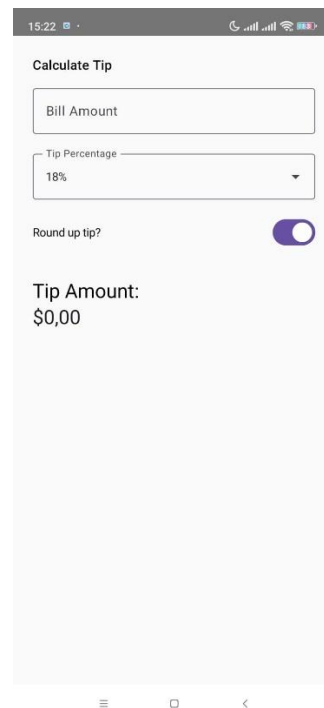 15:22
Calculate Tip
Bill Amount
Tip Percentage
18%
Round up tip?
Tip Amount:
$0,00